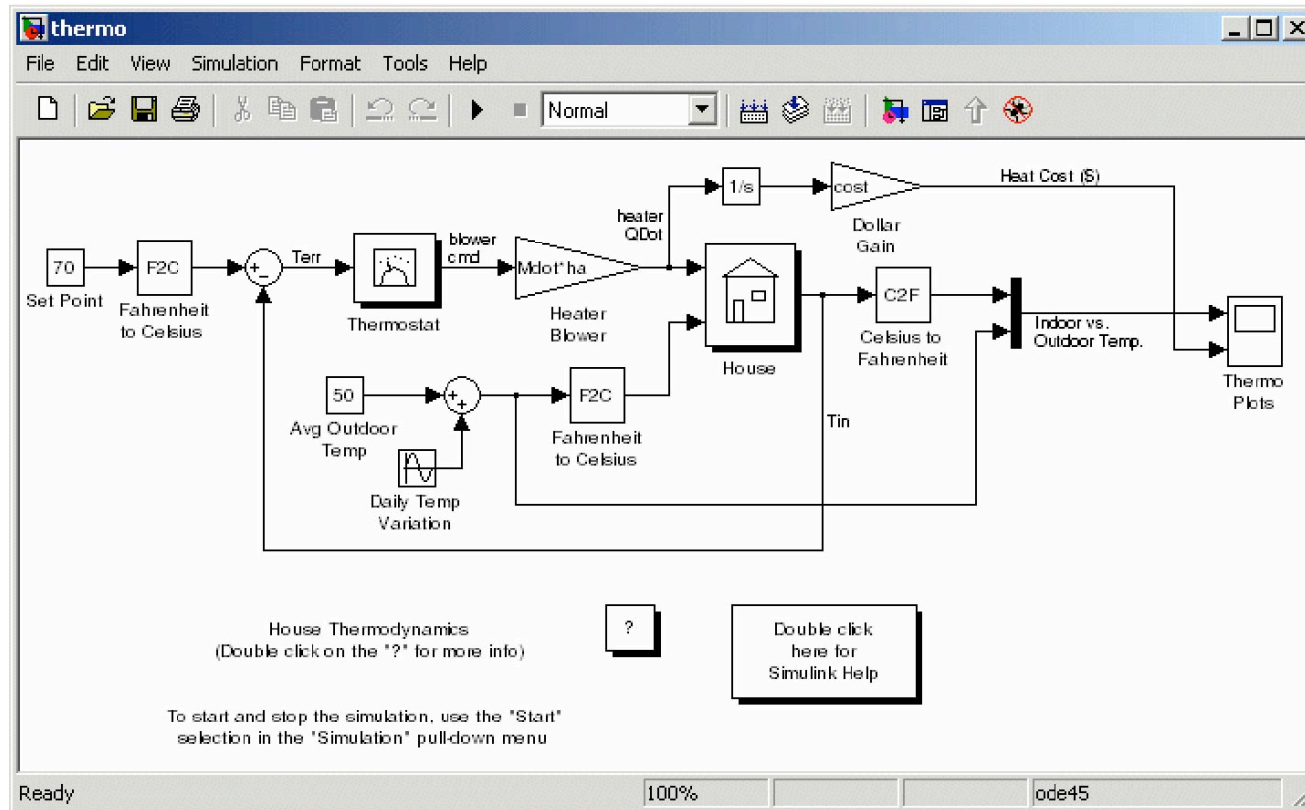 thermo
File Edit View Simulation Format Tools Help
Normal
1/s
cost
Heat Cost ($)
Dollar
Gain
heater
QDot
blower
cmd
70
Set Point
F2C
Fahrenheit
to Celsius
+
−
Terr
Thermostat
Mdot*ha
Heater
Blower
House
C2F
Celsius to
Fahrenheit
Indoor vs.
Outdoor Temp.
Thermo
Plots
50
Avg Outdoor
Temp
+
+
F2C
Fahrenheit
to Celsius
Tin
Daily Temp
Variation
House Thermodynamics
(Double click on the "?" for more info)
?
Double click
here for
Simulink Help
To start and stop the simulation, use the "Start"
selection in the "Simulation" pull-down menu
Ready 100% ode45